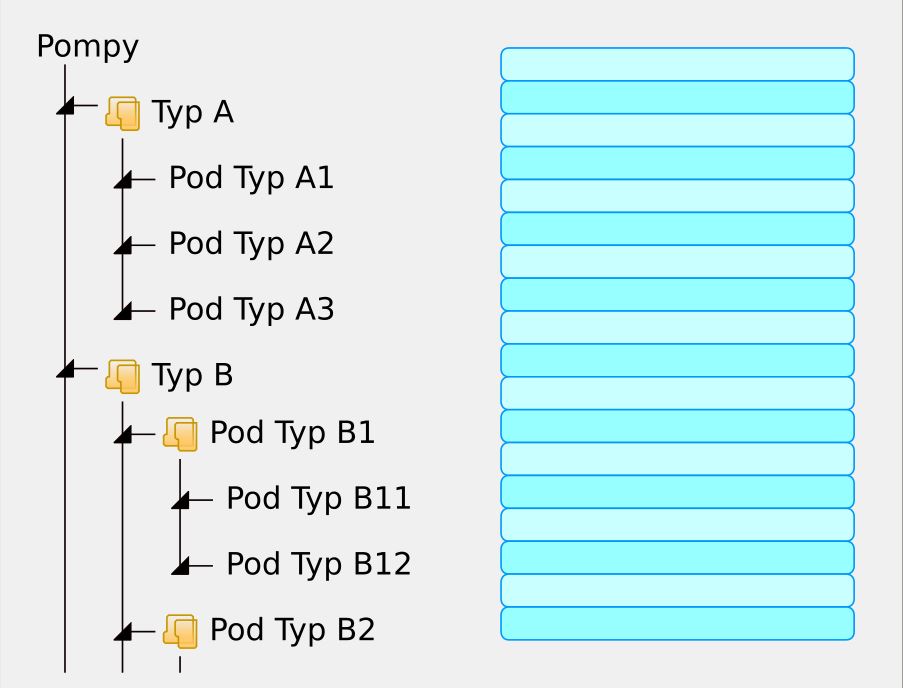 Pompy
Typ A
Pod Typ A1
Pod Typ A2
Pod Typ A3
Typ B
Pod Typ B1
Pod Typ B11
Pod Typ B12
Pod Typ B2